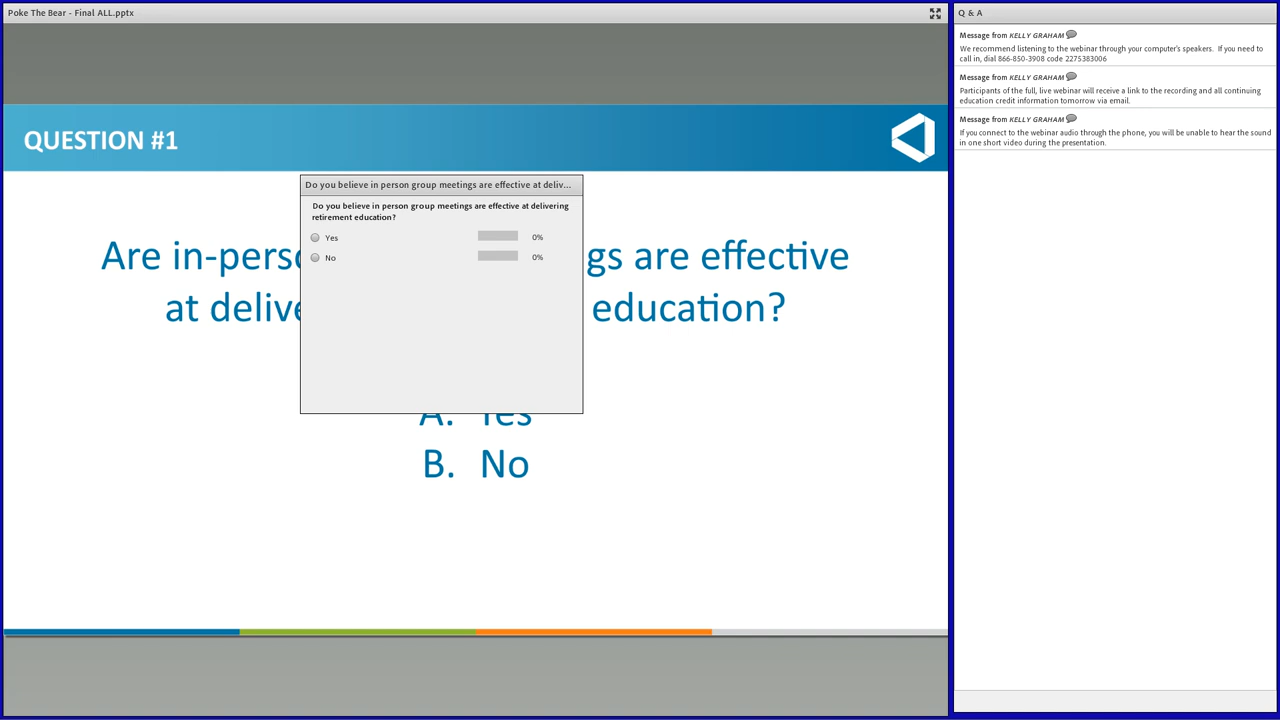 Poke The Bear - Final ALL.pptx
QUESTION #1
Do you believe in person group meetings are effective at deliv...
Do you believe in person group meetings are effective at delivering
retirement education?
Yes 0%
No 0%
Are in-perso gs are effective
at delive education?
A. Yes
B. No
Q & A
Message from KELLY GRAHAM
We recommend listening to the webinar through your computer's speakers. If you need to
call in, dial 866-850-3908 code 2275383006
Message from KELLY GRAHAM
Participants of the full, live webinar will receive a link to the recording and all continuing
education credit information tomorrow via email.
Message from KELLY GRAHAM
If you connect to the webinar audio through the phone, you will be unable to hear the sound
in one short video during the presentation.